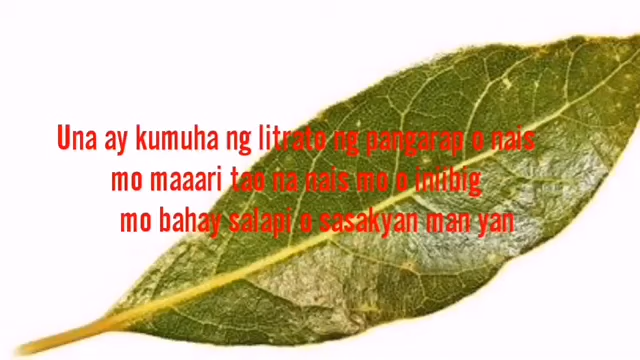 Una ay kumuha ng litrato ng pangarap o nais
mo maaari tao na nais mo o iniibig
mo bahay salapi o sasakyan man yan